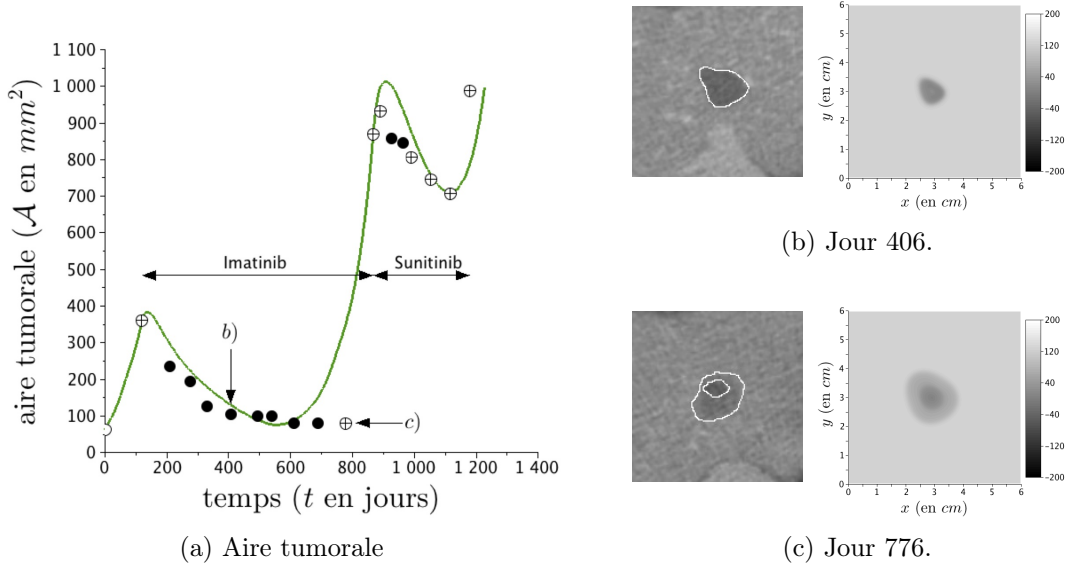 aire tumorale (𝒜 en mm²)
1 100
1 000
900
800
700
600
500
400
300
200
100
0
Imatinib
Sunitinib
b)
c)
0 200 400 600 800 1 000 1 200 1 400
temps (t en jours)
(a) Aire tumorale
y (en cm)
6
5
4
3
2
1
0
0 1 2 3 4 5 6
x (en cm)
200
120
40
-40
-120
-200
(b) Jour 406.
y (en cm)
6
5
4
3
2
1
0
0 1 2 3 4 5 6
x (en cm)
200
120
40
-40
-120
-200
(c) Jour 776.